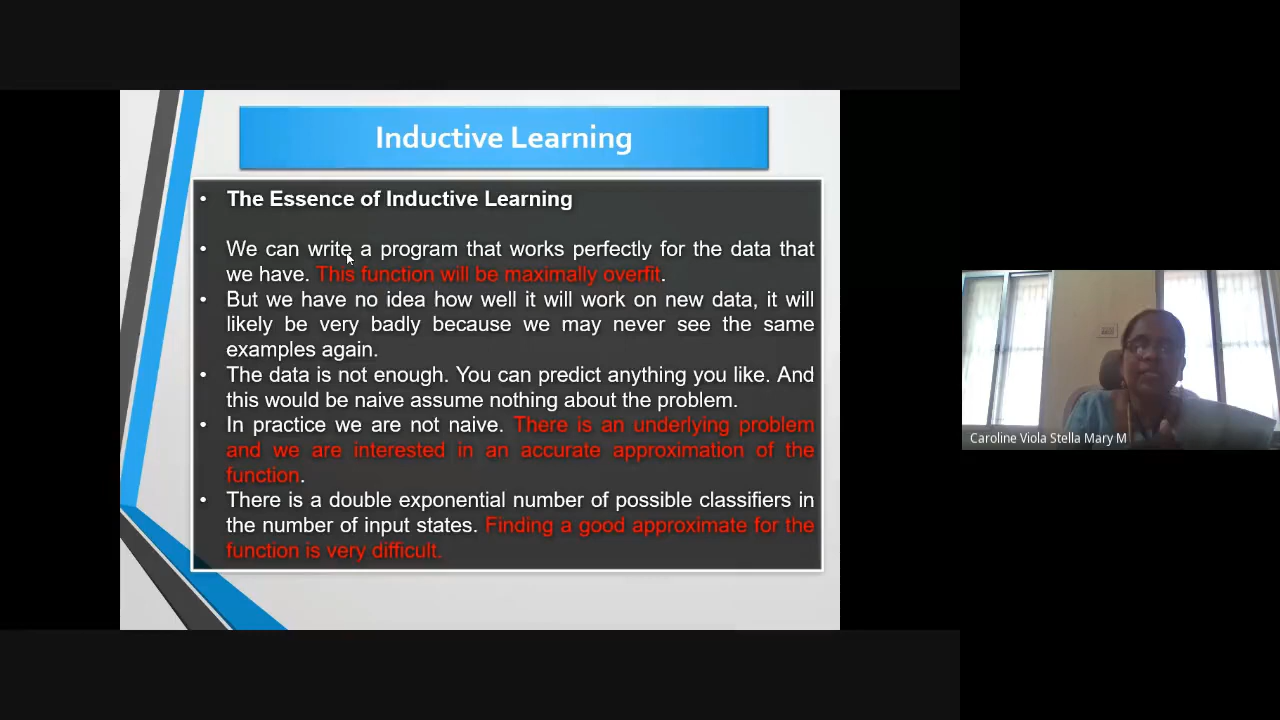 Inductive Learning
• The Essence of Inductive Learning
• We can write a program that works perfectly for the data that
we have. This function will be maximally overfit.
• But we have no idea how well it will work on new data, it will
likely be very badly because we may never see the same
examples again.
• The data is not enough. You can predict anything you like. And
this would be naive assume nothing about the problem.
• In practice we are not naive. There is an underlying problem
and we are interested in an accurate approximation of the
function.
• There is a double exponential number of possible classifiers in
the number of input states. Finding a good approximate for the
function is very difficult.
Caroline Viola Stella Mary M